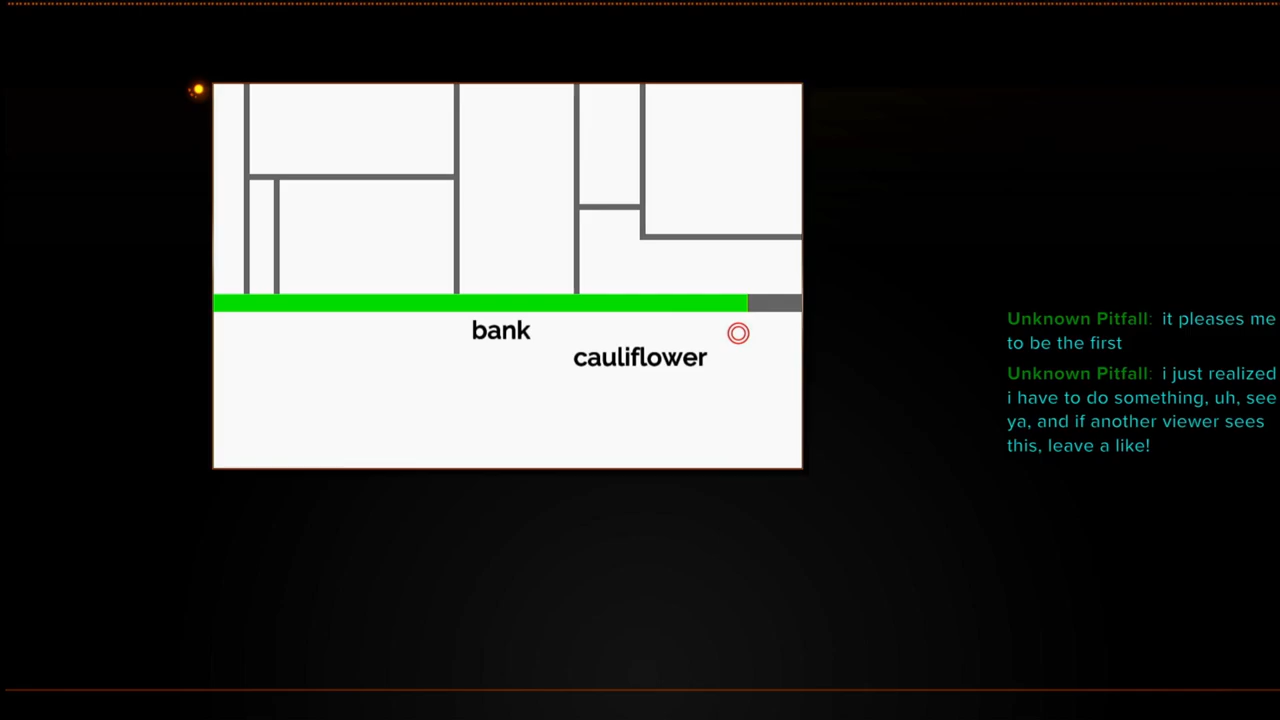 bank
cauliflower
Unknown Pitfall: it pleases me
to be the first
Unknown Pitfall: i just realized
i have to do something, uh, see
ya, and if another viewer sees
this, leave a like!